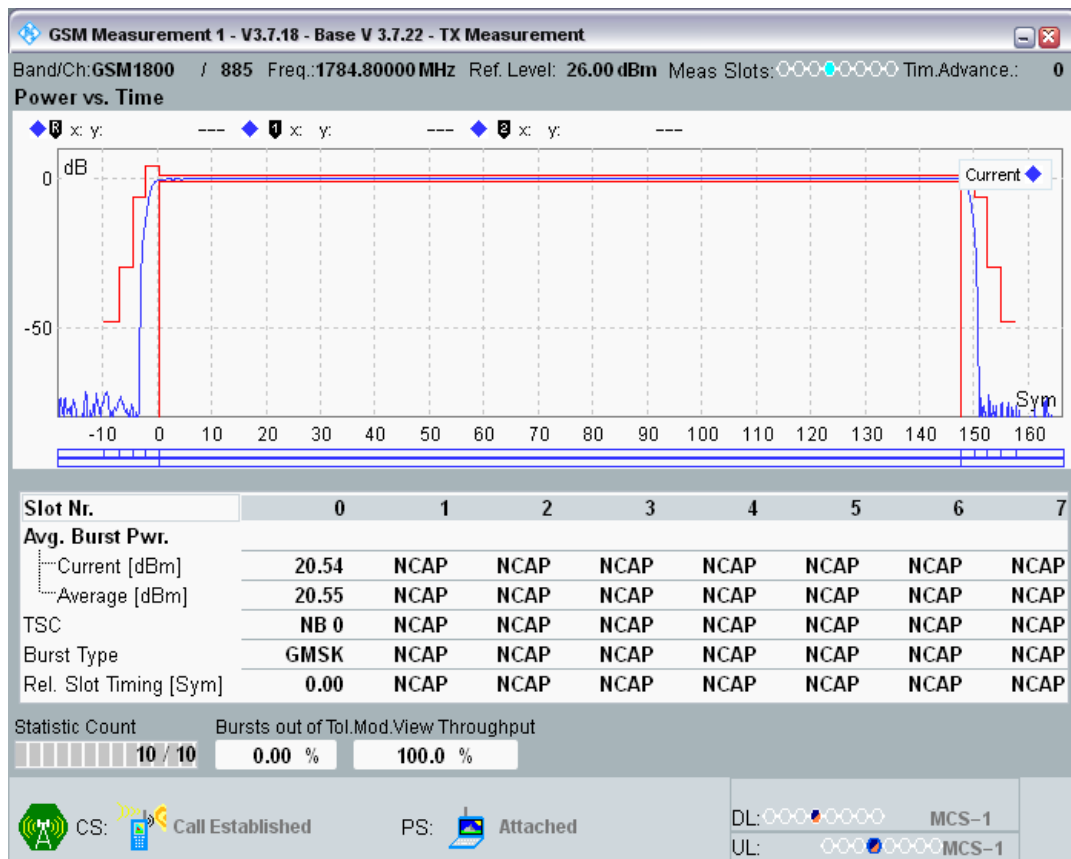 GSM Measurement 1 - V3.7.18 - Base V 3.7.22 - TX Measurement
Band/Ch:GSM1800 / 885 Freq.:1784.80000 MHz Ref. Level: 26.00 dBm Meas Slots: Tim.Advance.: 0
Power vs. Time
R x: y: --- 1 x: y: --- 2 x: y: ---
dB
Current
0
-50
Sym
-10 0 10 20 30 40 50 60 70 80 90 100 110 120 130 140 150 160
Slot Nr. 0 1 2 3 4 5 6 7
Avg. Burst Pwr.
Current [dBm] 20.54 NCAP NCAP NCAP NCAP NCAP NCAP NCAP
Average [dBm] 20.55 NCAP NCAP NCAP NCAP NCAP NCAP NCAP
TSC NB 0 NCAP NCAP NCAP NCAP NCAP NCAP NCAP
Burst Type GMSK NCAP NCAP NCAP NCAP NCAP NCAP NCAP
Rel. Slot Timing [Sym] 0.00 NCAP NCAP NCAP NCAP NCAP NCAP NCAP
Statistic Count Bursts out of Tol.Mod.View Throughput
10 / 10 0.00 % 100.0 %
CS: Call Established PS: Attached
DL: MCS-1
UL: MCS-1